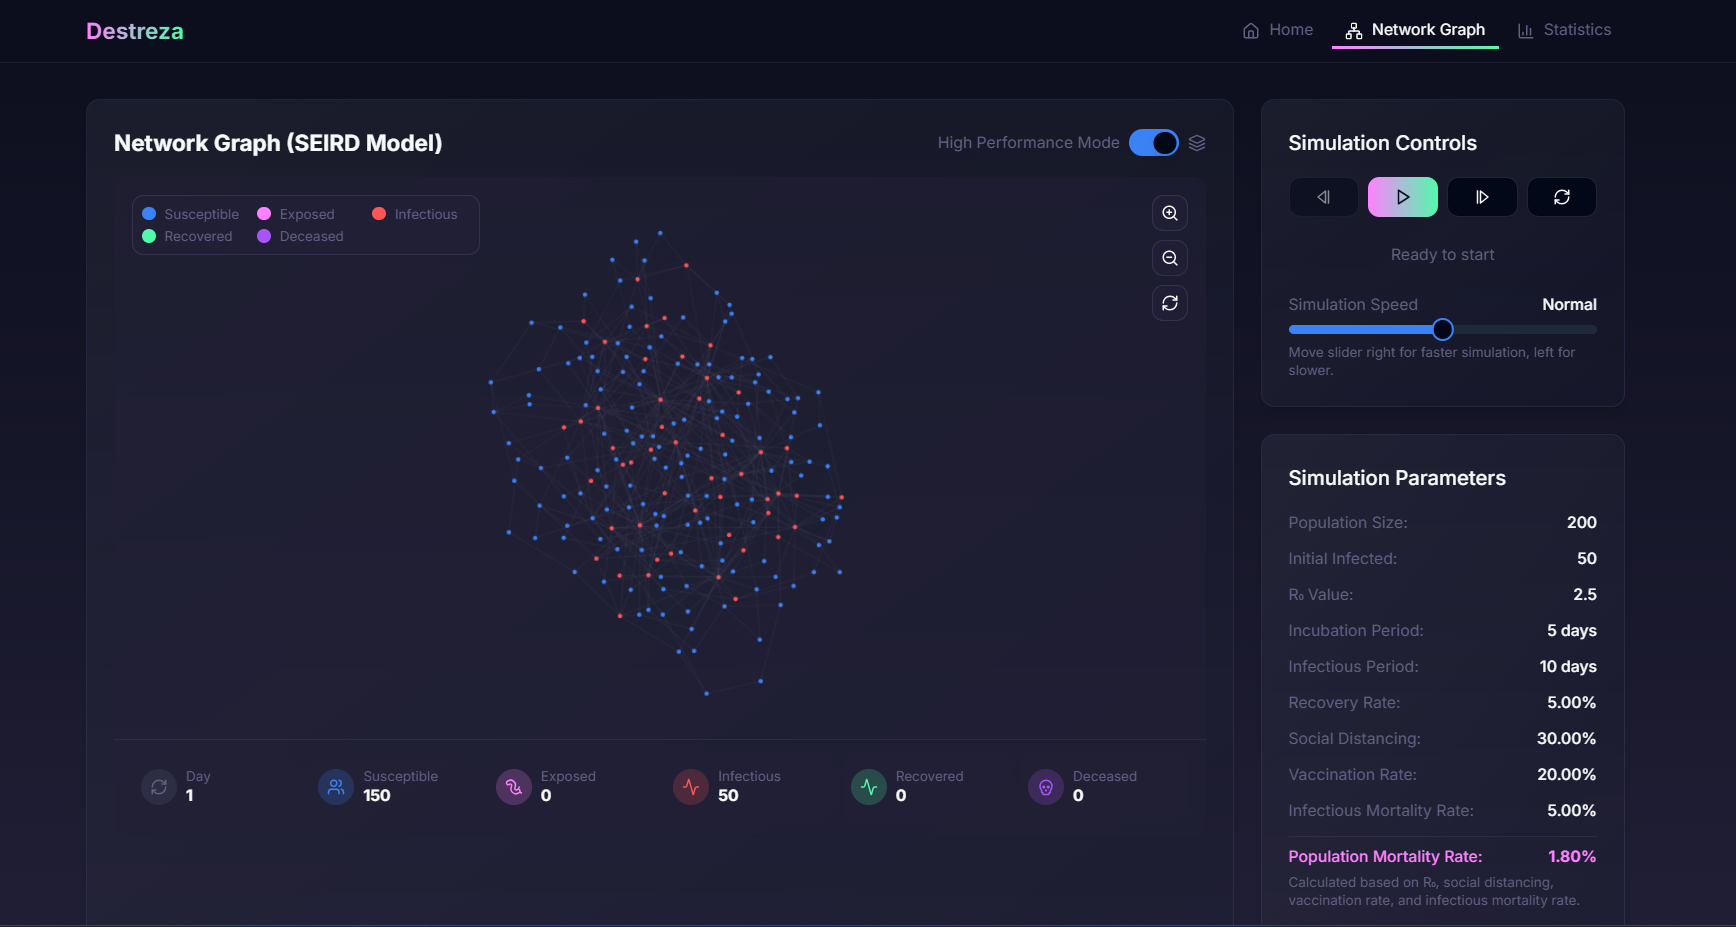 Destreza
Home
Network Graph
Statistics
Network Graph (SEIRD Model)
High Performance Mode
Susceptible
Exposed
Infectious
Recovered
Deceased
Day
1
Susceptible
150
Exposed
0
Infectious
50
Recovered
0
Deceased
0
Simulation Controls
Ready to start
Simulation Speed
Normal
Move slider right for faster simulation, left for
slower.
Simulation Parameters
Population Size: 200
Initial Infected: 50
R₀ Value: 2.5
Incubation Period: 5 days
Infectious Period: 10 days
Recovery Rate: 5.00%
Social Distancing: 30.00%
Vaccination Rate: 20.00%
Infectious Mortality Rate: 5.00%
Population Mortality Rate: 1.80%
Calculated based on R₀, social distancing,
vaccination rate, and infectious mortality rate.